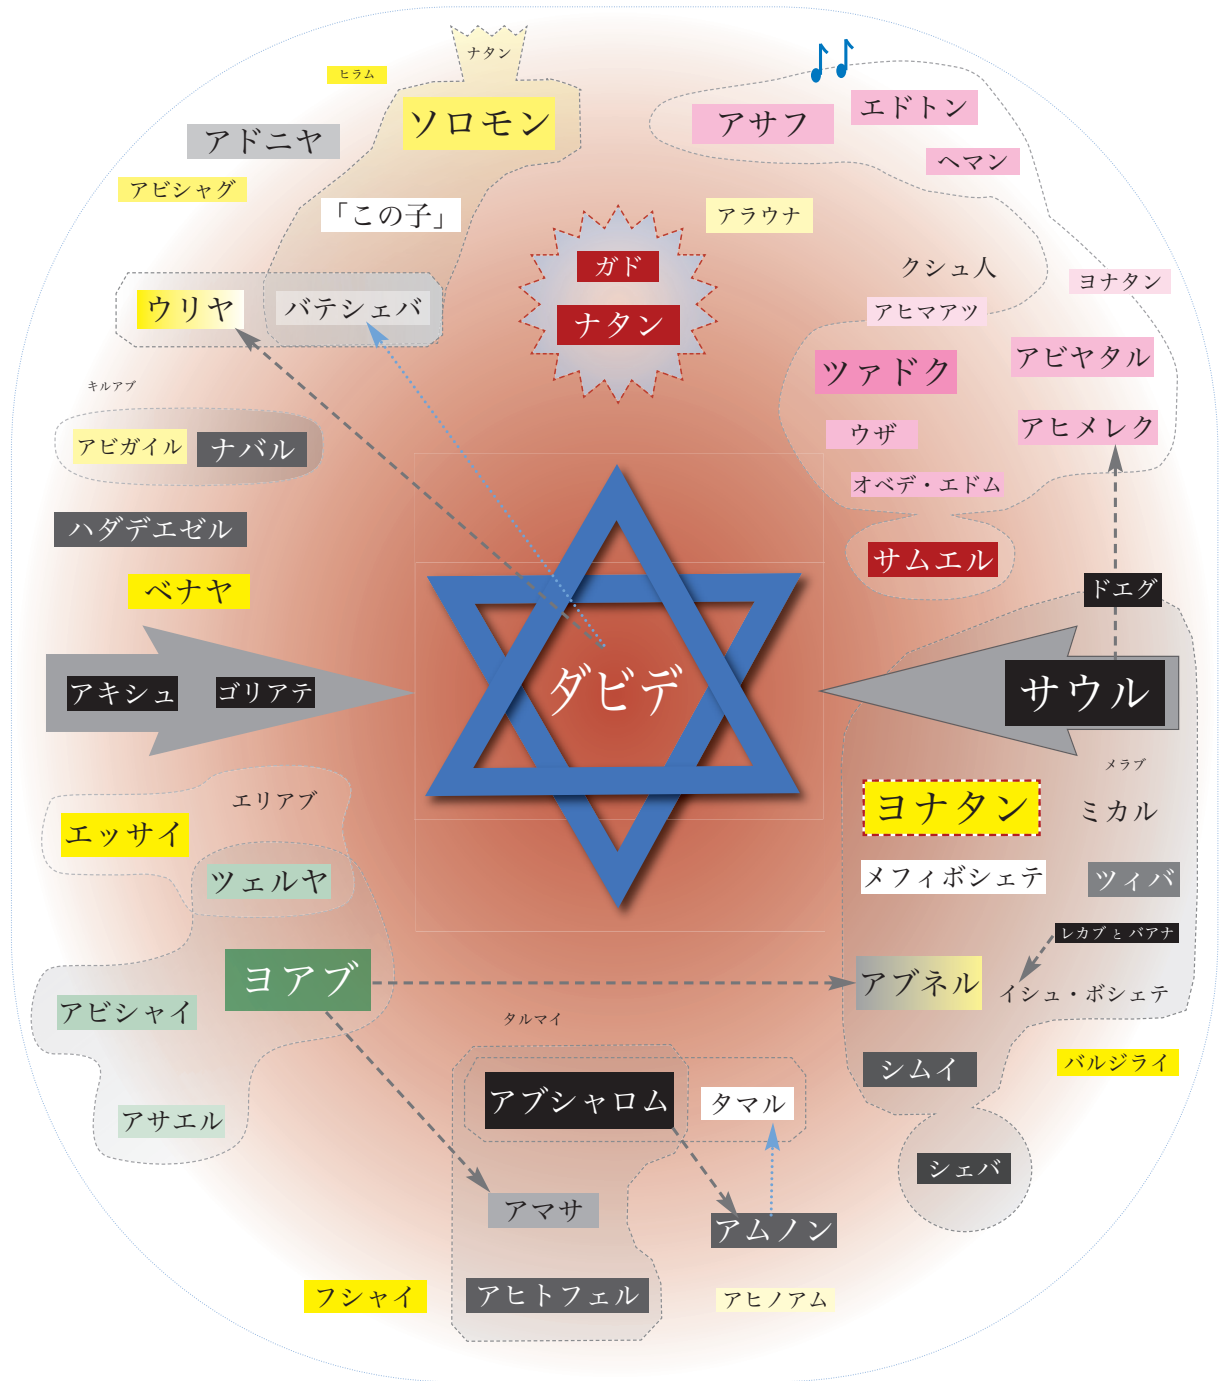 ナタン
ヒラム
ソロモン
アサフ
エドトン
アドニヤ
ヘマン
アビシャグ
「この子」
アラウナ
ガド
クシュ人
ヨナタン
ウリヤ
バテシェバ
アヒマアツ
ナタン
アビヤタル
ツァドク
キルアブ
アビガイル
ナバル
ウザ
アヒメレク
オベデ・エドム
ハダデエゼル
サムエル
ベナヤ
ドエグ
アキシュ
ゴリアテ
ダビデ
サウル
メラブ
エリアブ
ヨナタン
ミカル
エッサイ
ツェルヤ
メフィボシェテ
ツィバ
レカブ と バアナ
ヨアブ
アブネル
イシュ・ボシェテ
アビシャイ
タルマイ
シムイ
バルジライ
アブシャロム
タマル
アサエル
シェバ
アマサ
アムノン
フシャイ
アヒトフェル
アヒノアム